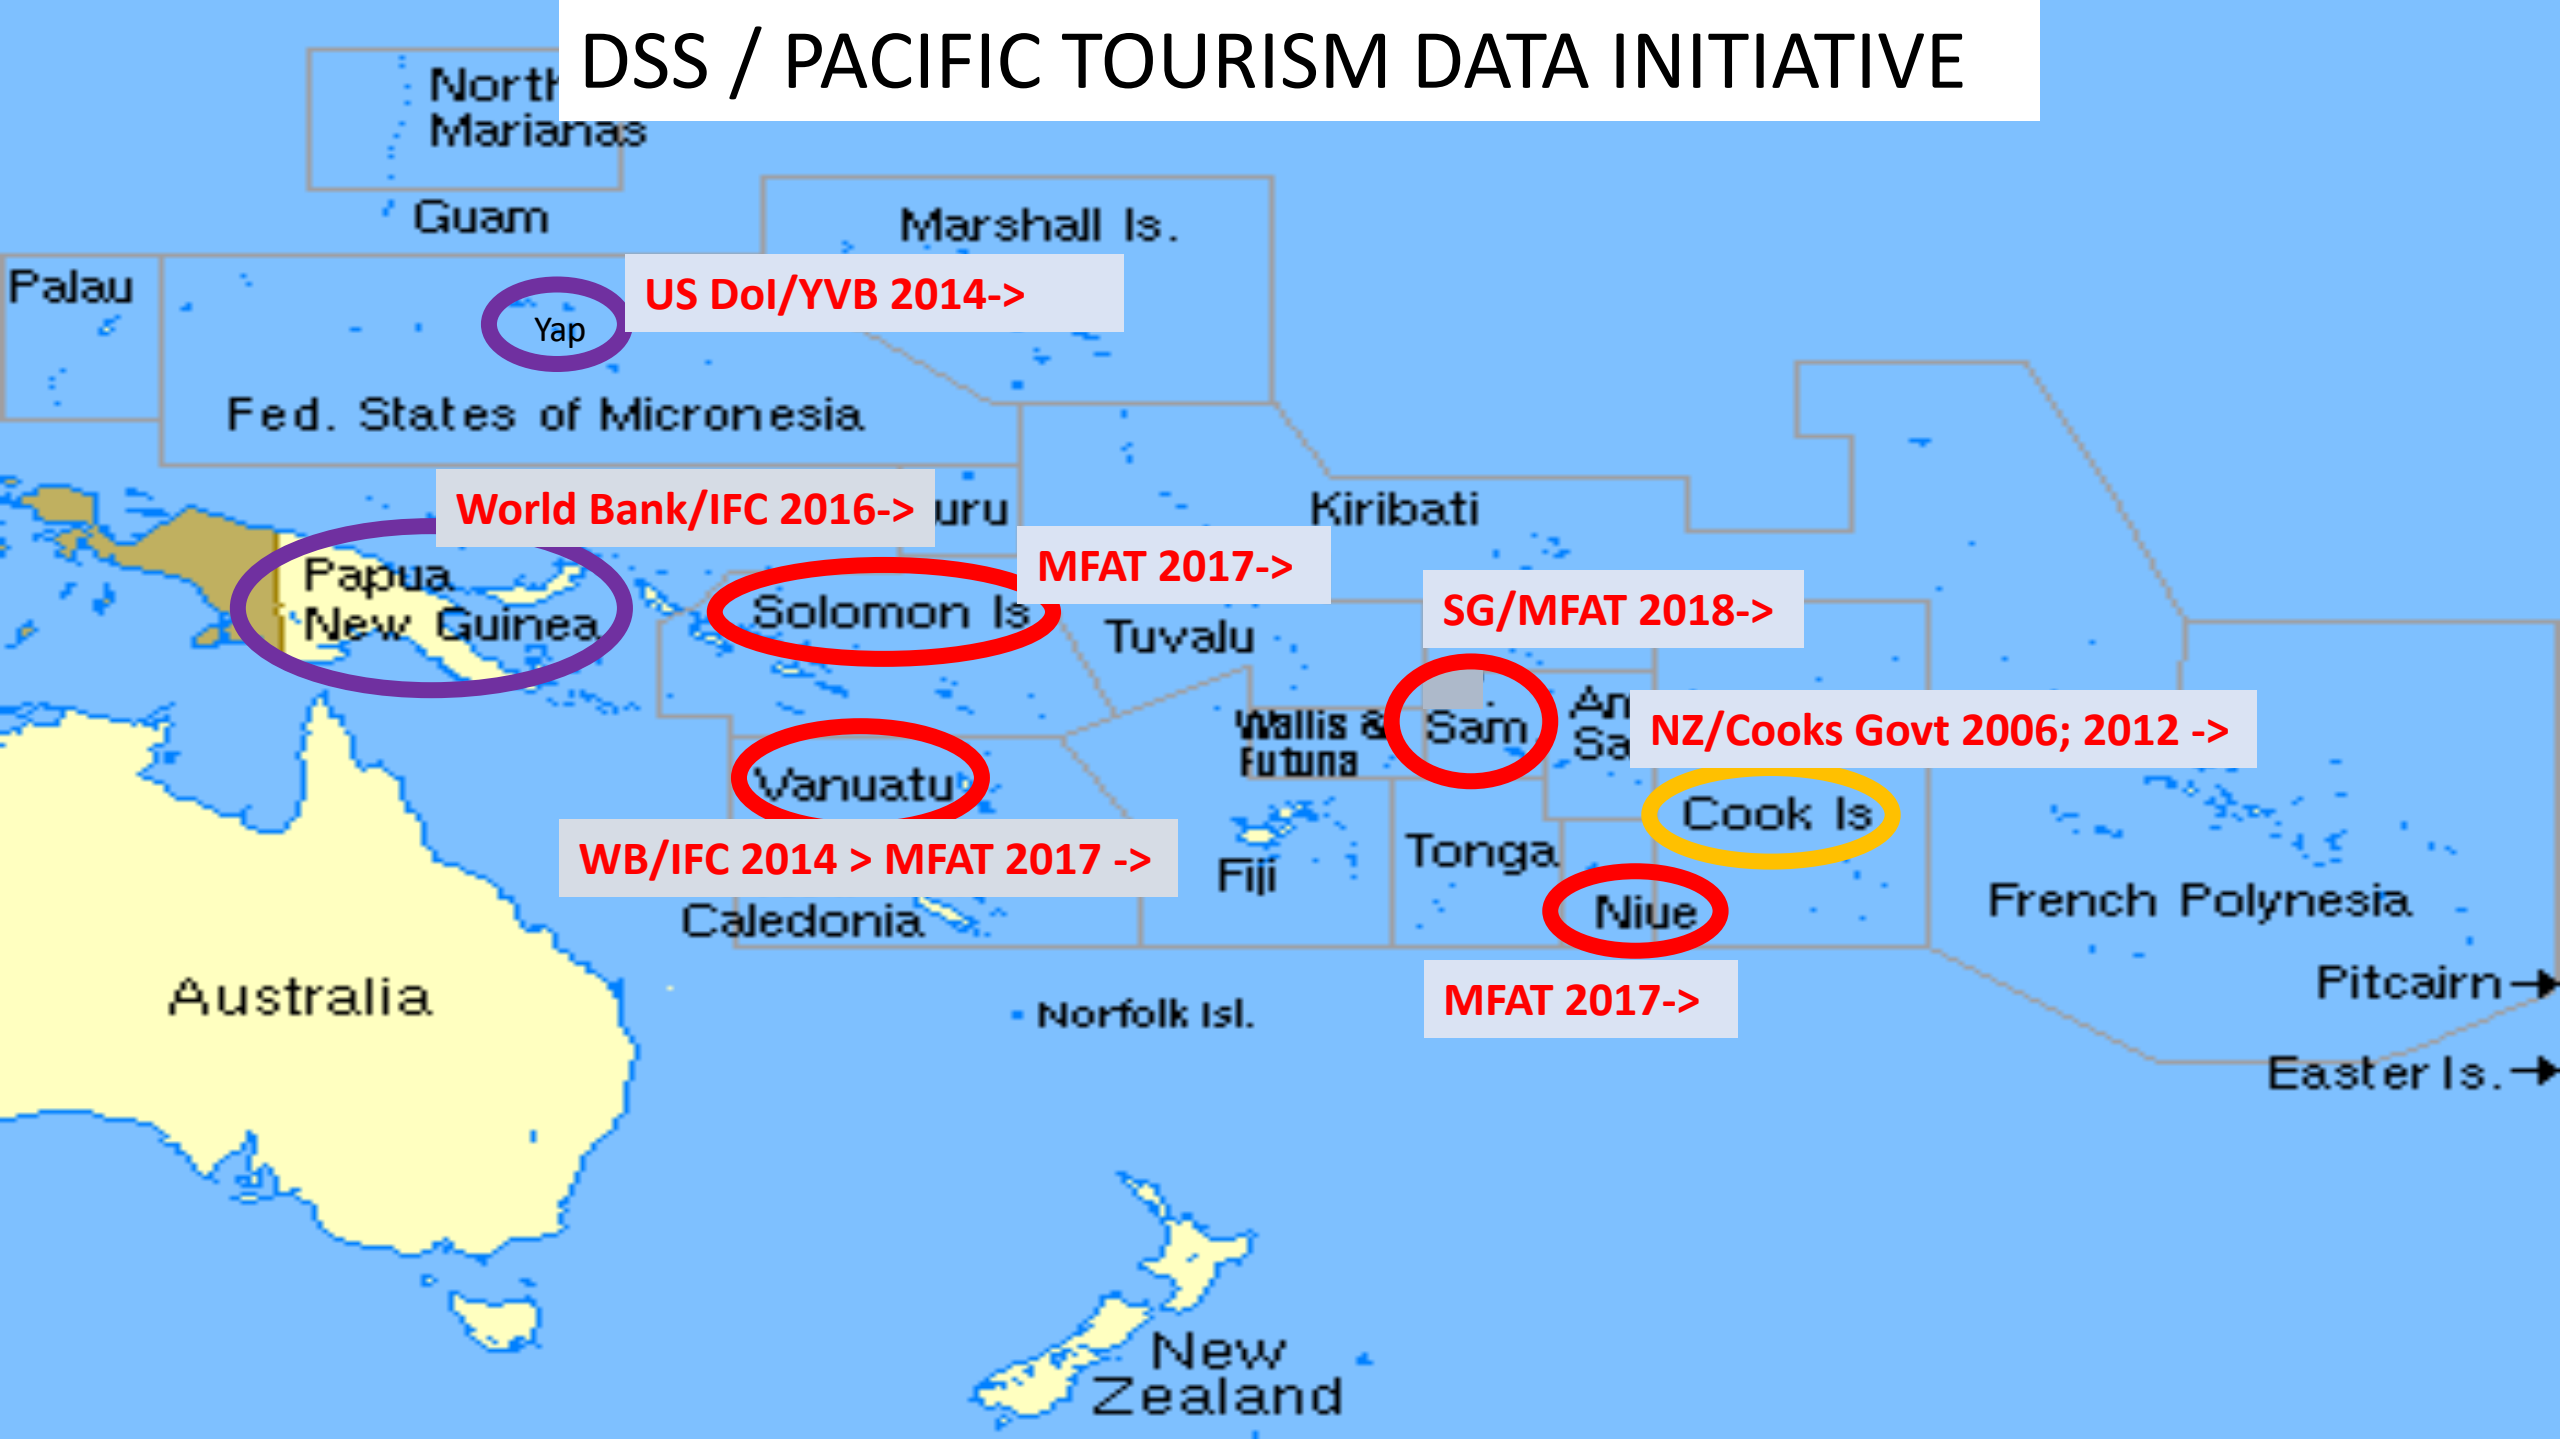 DSS / PACIFIC TOURISM DATA INITIATIVE
Marianas
Guam
Marshall Is.
Palau
US DoI/YVB 2014->
Yap
Fed. States of Micronesia
World Bank/IFC 2016->
Kiribati
MFAT 2017->
Papua
New Guinea
Solomon Is
SG/MFAT 2018->
Tuvalu
Wallis &
Futuna
Sam
NZ/Cooks Govt 2006; 2012 ->
Vanuatu
Cook Is
WB/IFC 2014 > MFAT 2017 ->
Tonga
Fiji
Niue
French Polynesia
Caledonia
Australia
MFAT 2017->
Pitcairn
Norfolk Isl.
Easter Is.
New
Zealand